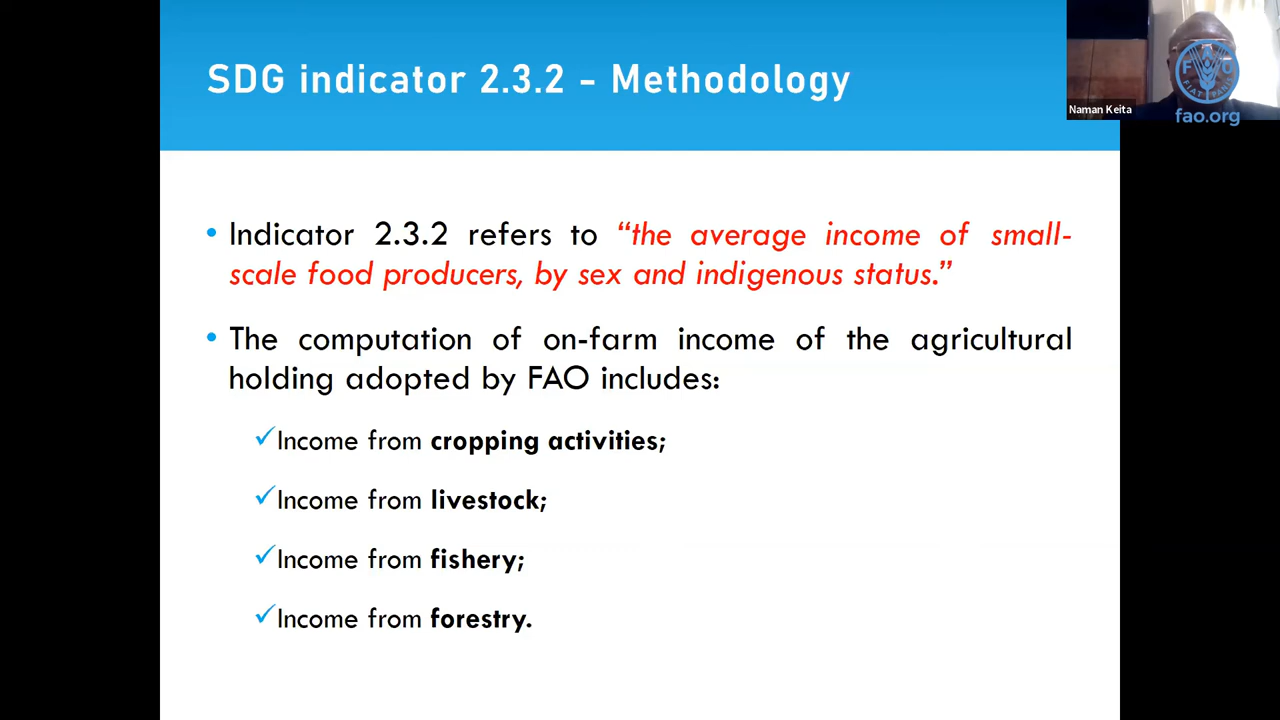 SDG indicator 2.3.2 - Methodology
Naman Keita
F O
FIAT PANIS
fao.org
• Indicator 2.3.2 refers to “the average income of small-
scale food producers, by sex and indigenous status.”
• The computation of on-farm income of the agricultural
holding adopted by FAO includes:
✓Income from cropping activities;
✓Income from livestock;
✓Income from fishery;
✓Income from forestry.